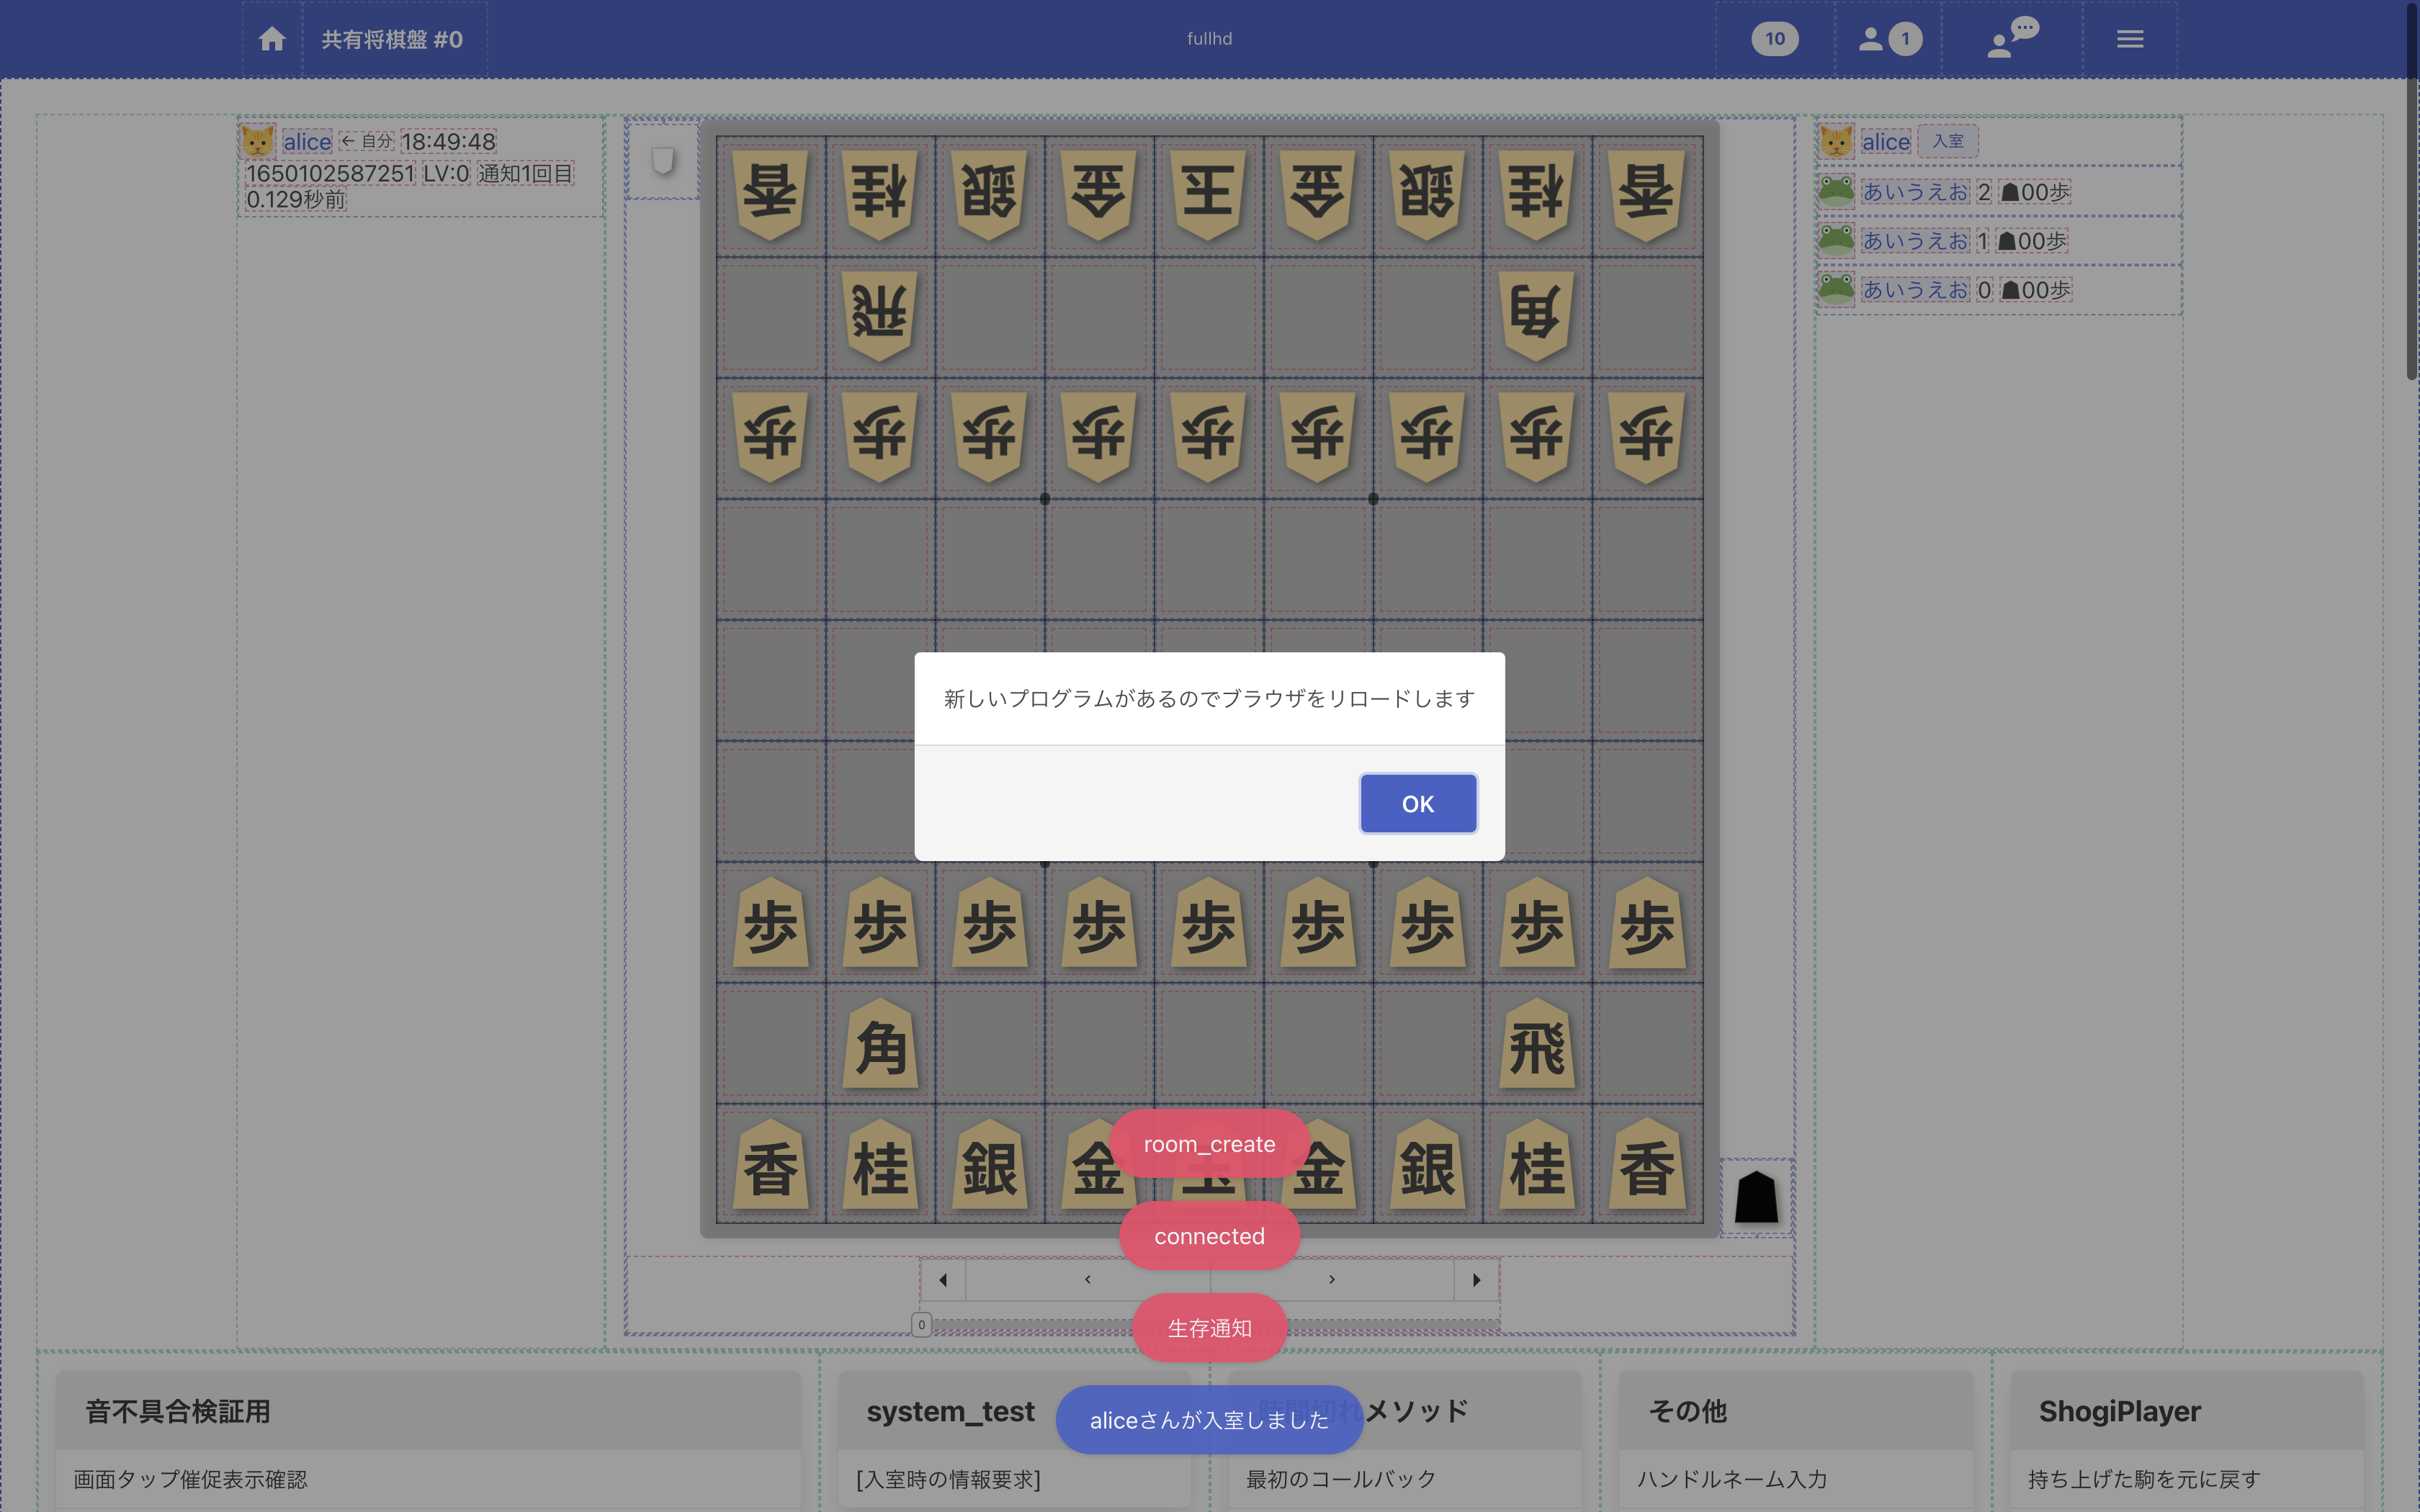 共有将棋盤 #0
fullhd
10
1
alice ← 自分 18:49:48
1650102587251 LV:0 通知1回目
0.129秒前
alice 入室
あいうえお 2 ☗00歩
あいうえお 1 ☗00歩
あいうえお 0 ☗00歩
香 桂 銀 金 玉 金 銀 桂 香
飛 角
歩 歩 歩 歩 歩 歩 歩 歩 歩
新しいプログラムがあるのでブラウザをリロードします
OK
歩 歩 歩 歩 歩 歩 歩 歩 歩
角 飛
香 桂 銀 金 玉 金 銀 桂 香
room_create
connected
0
生存通知
aliceさんが入室しました
音不具合検証用
画面タップ催促表示確認
system_test
[入室時の情報要求]
時間切れメソッド
最初のコールバック
その他
ハンドルネーム入力
ShogiPlayer
持ち上げた駒を元に戻す